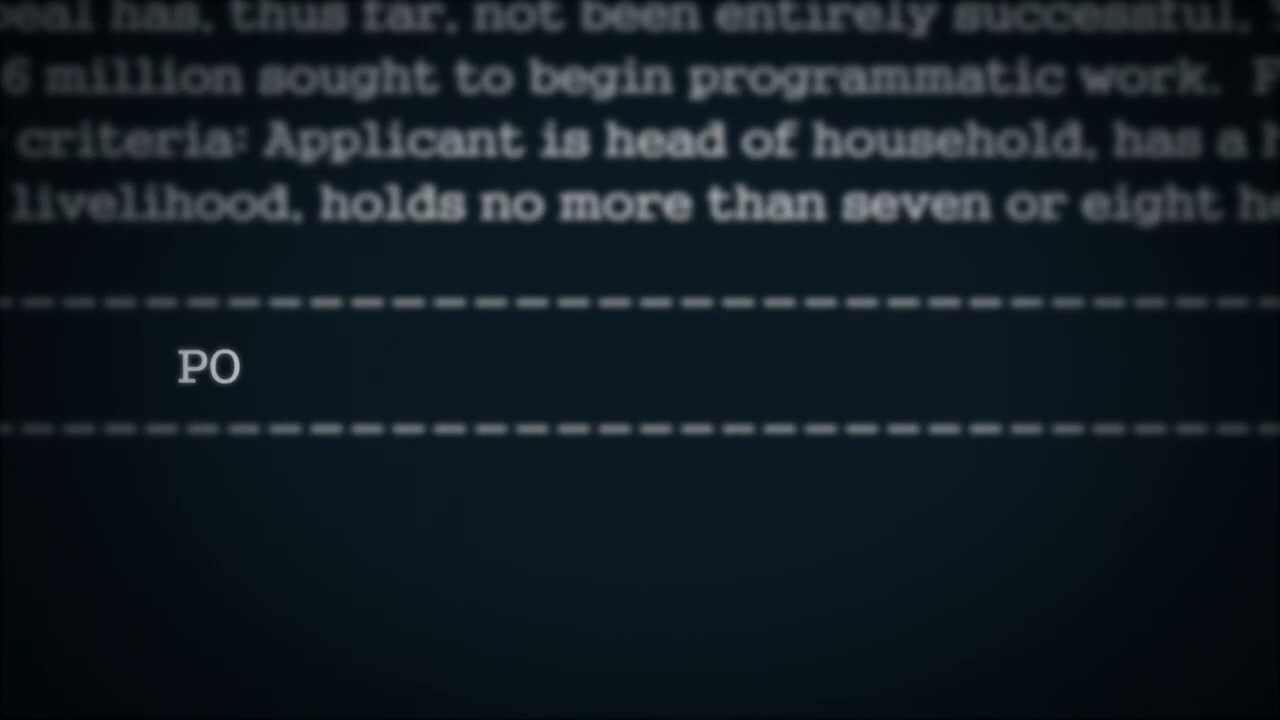 has, thus far, not been entirely successful.
6 million sought to begin programmatic work.
criteria: Applicant is head of household, has a
livelihood, holds no more than seven or eight
PO